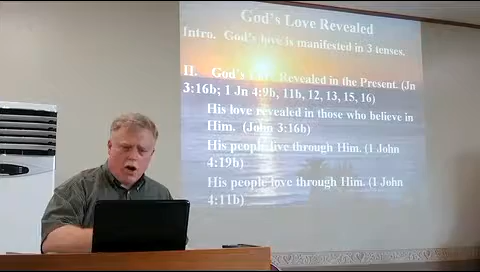 God's Love Revealed
Intro. God's love is manifested in 3 tenses.
II. God's Love Revealed in the Present. (Jn
3:16b; 1 Jn 4:9b, 11b, 12, 13, 15, 16)
His love revealed in those who believe in
Him. (John 3:16b)
His people live through Him. (1 John
4:19b)
His people love through Him. (1 John
4:11b)